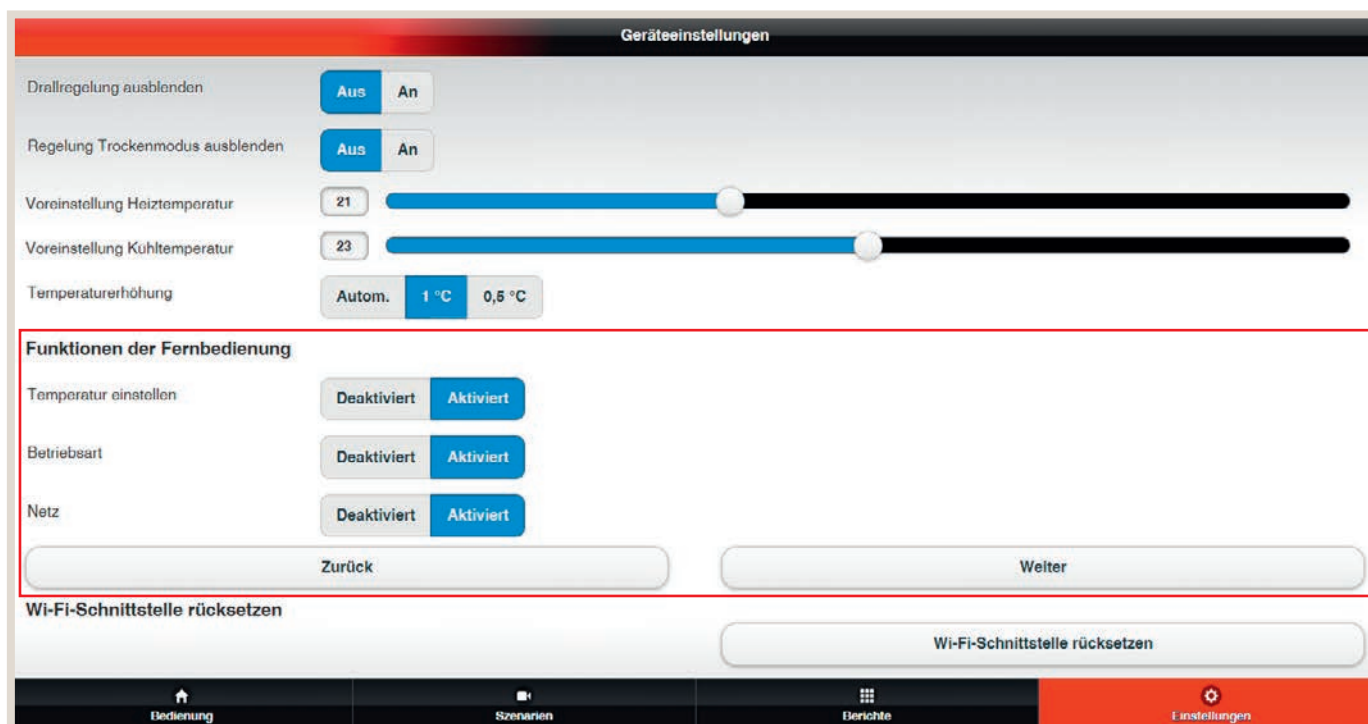 Geräteeinstellungen
Drallregelung ausblenden Aus An
Regelung Trockenmodus ausblenden Aus An
Voreinstellung Heiztemperatur 21
Voreinstellung Kühltemperatur 23
Temperaturerhöhung Autom. 1 °C 0,5 °C
Funktionen der Fernbedienung
Temperatur einstellen Deaktiviert Aktiviert
Betriebsart Deaktiviert Aktiviert
Netz Deaktiviert Aktiviert
Zurück Weiter
Wi-Fi-Schnittstelle rücksetzen
Wi-Fi-Schnittstelle rücksetzen
Bedienung Szenarien Berichte Einstellungen